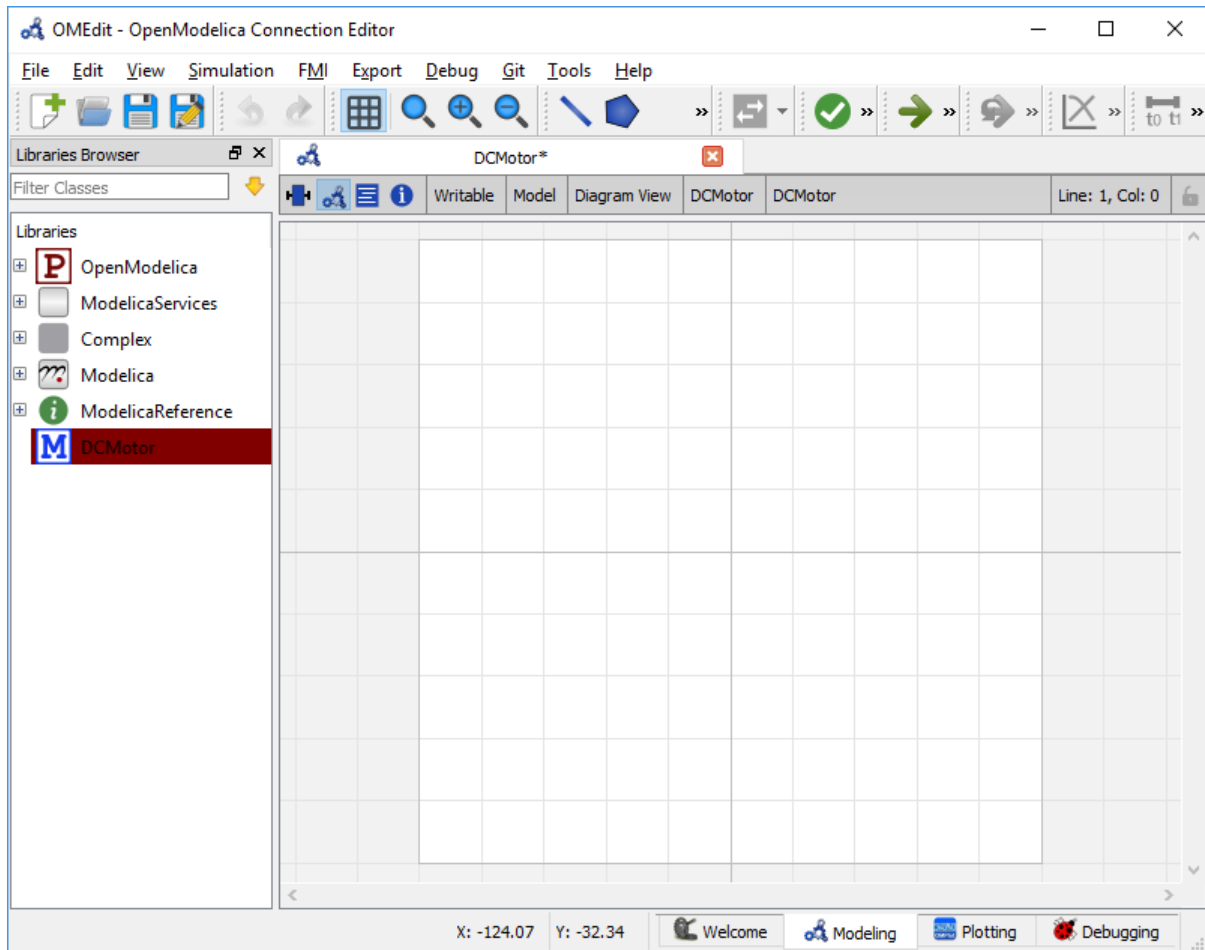 OMEdit - OpenModelica Connection Editor
File Edit View Simulation FMI Export Debug Git Tools Help
to t1
Libraries Browser
DCMotor*
Filter Classes
Writable Model Diagram View DCMotor DCMotor Line: 1, Col: 0
Libraries
P OpenModelica
ModelicaServices
Complex
Modelica
i ModelicaReference
M DCMotor
X: -124.07 Y: -32.34 Welcome Modeling Plotting Debugging